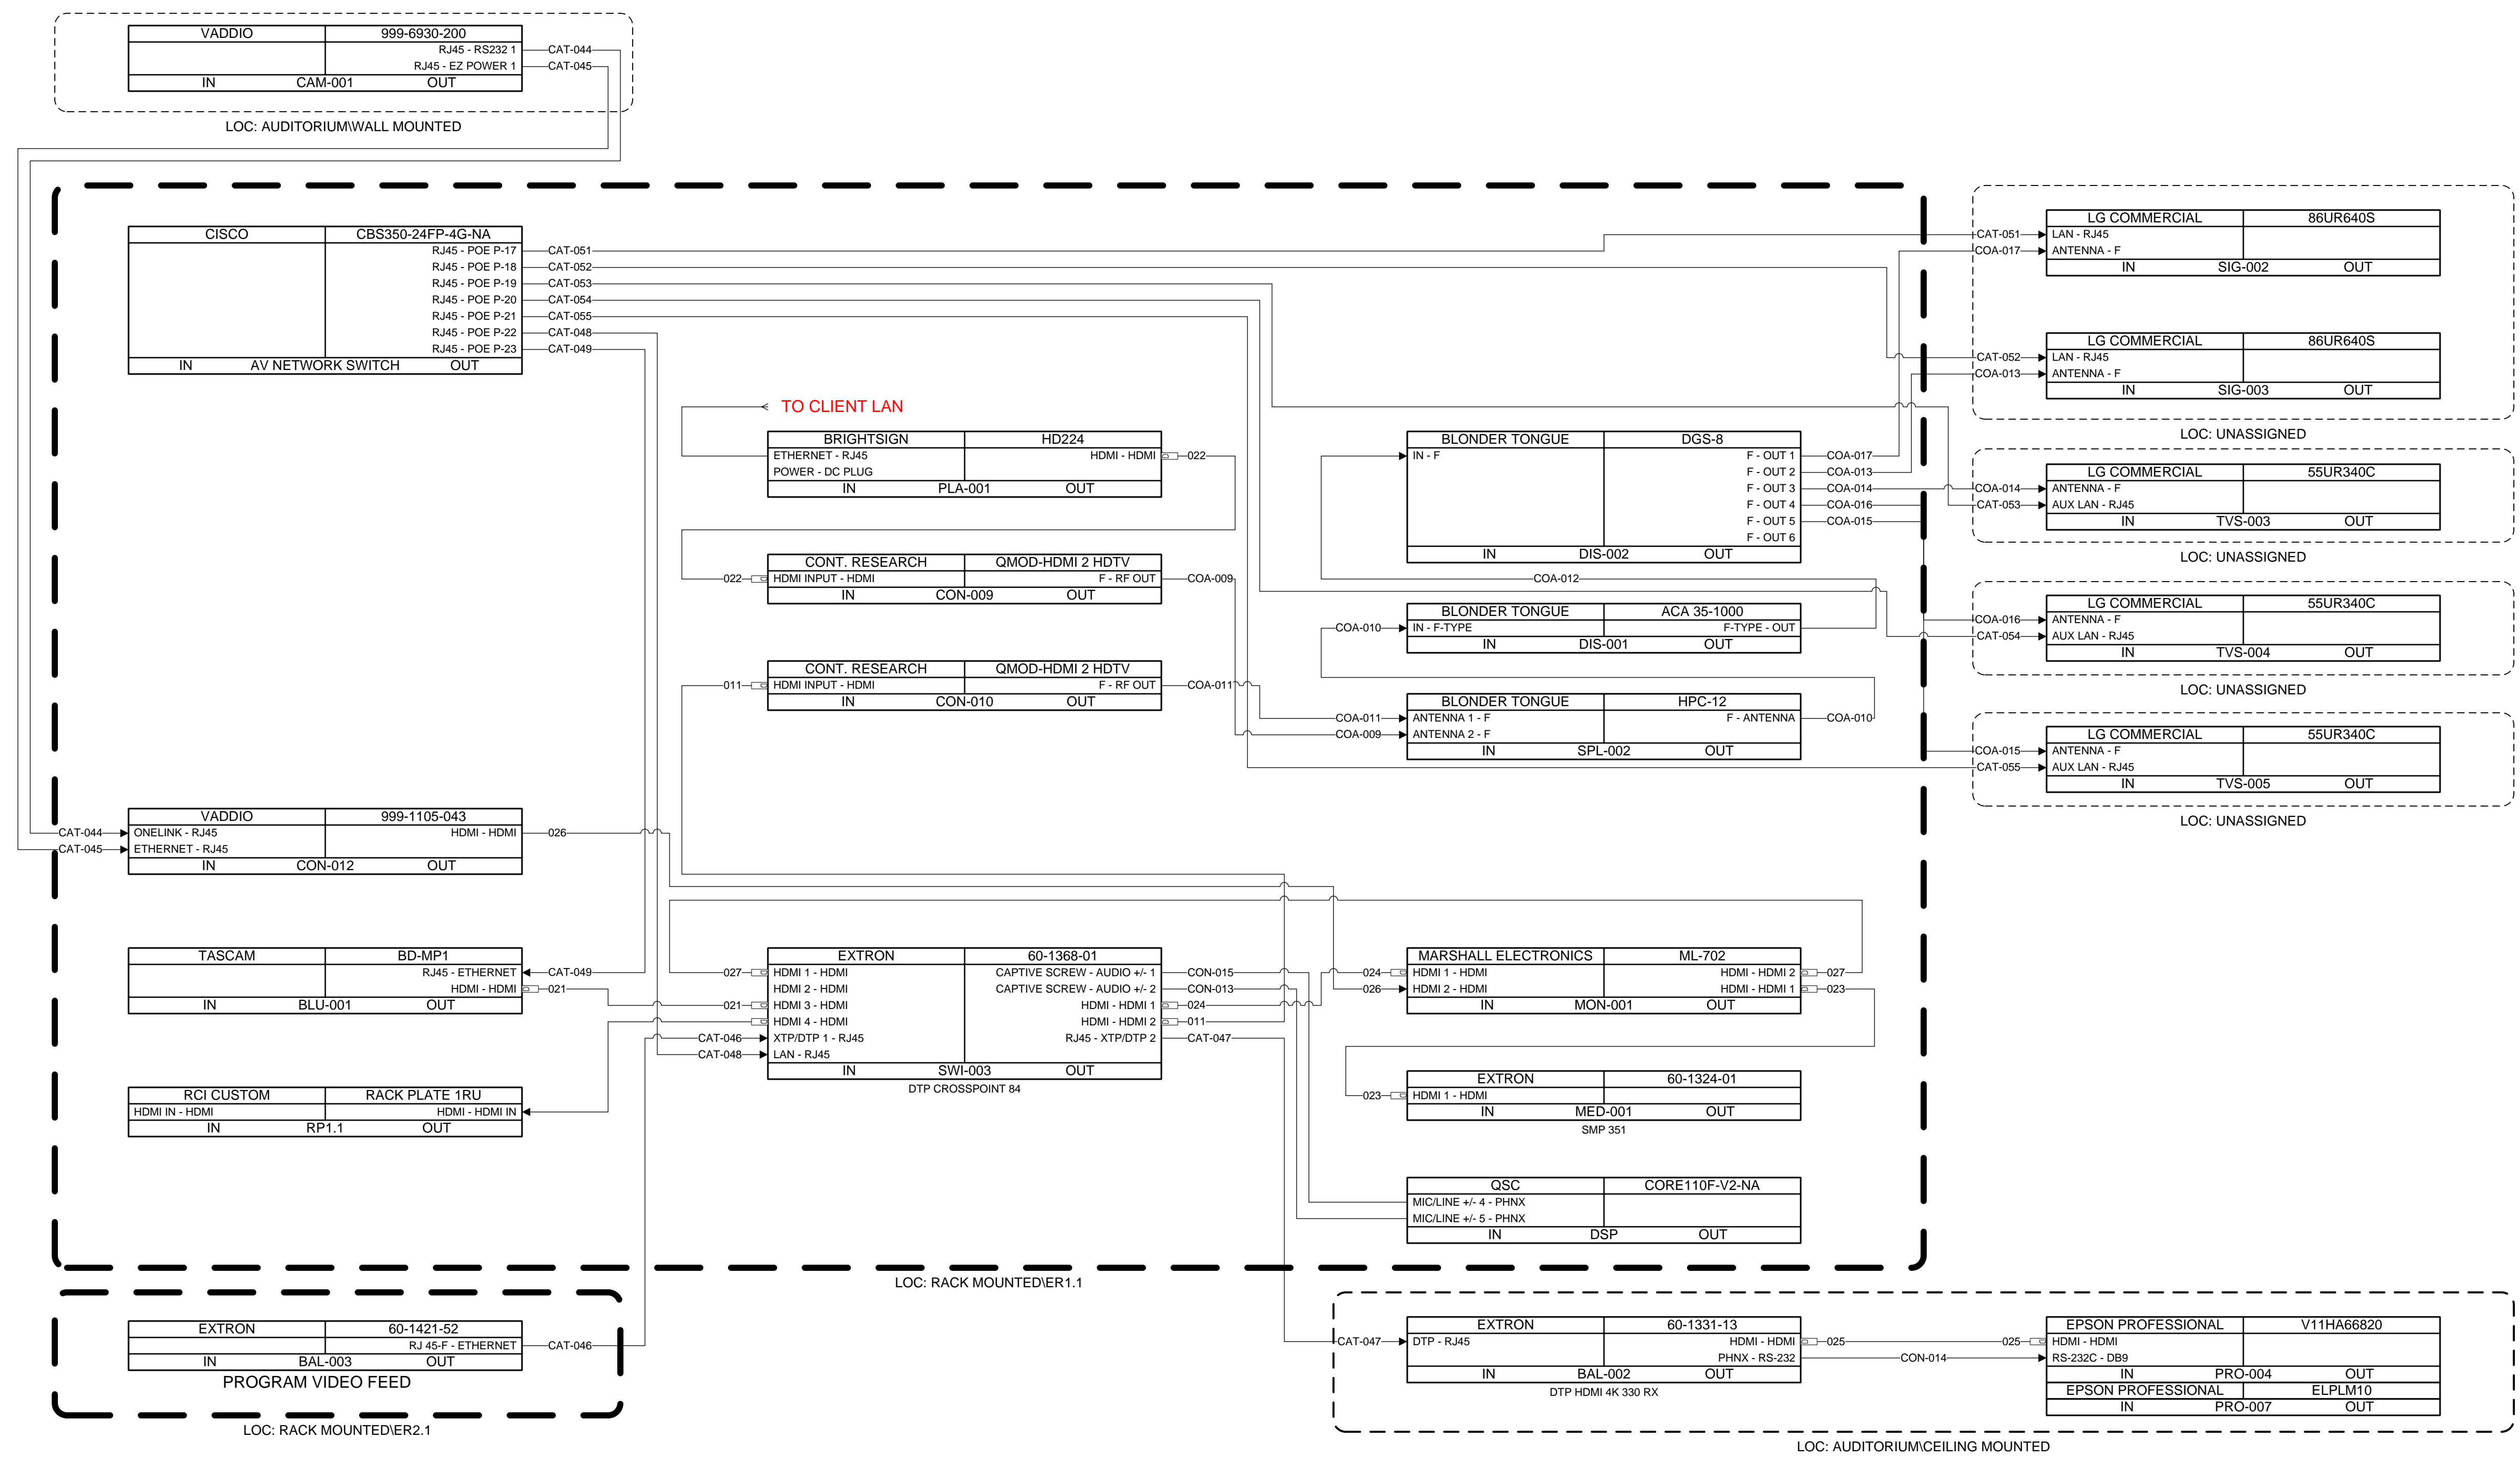 VADDIO 999-6930-200
RJ45 - RS232 1 CAT-044
RJ45 - EZ POWER 1 CAT-045
IN CAM-001 OUT
LOC: AUDITORIUM\WALL MOUNTED
CISCO CBS350-24FP-4G-NA
RJ45 - POE P-17 CAT-051
RJ45 - POE P-18 CAT-052
RJ45 - POE P-19 CAT-053
RJ45 - POE P-20 CAT-054
RJ45 - POE P-21 CAT-055
RJ45 - POE P-22 CAT-048
RJ45 - POE P-23 CAT-049
IN AV NETWORK SWITCH OUT
LG COMMERCIAL 86UR640S
CAT-051 LAN - RJ45
COA-017 ANTENNA - F
IN SIG-002 OUT
LG COMMERCIAL 86UR640S
CAT-052 LAN - RJ45
COA-013 ANTENNA - F
IN SIG-003 OUT
LOC: UNASSIGNED
TO CLIENT LAN
BRIGHTSIGN HD224
ETHERNET - RJ45 HDMI - HDMI 022
POWER - DC PLUG
IN PLA-001 OUT
BLONDER TONGUE DGS-8
IN - F F - OUT 1 COA-017
F - OUT 2 COA-013
F - OUT 3 COA-014
F - OUT 4 COA-016
F - OUT 5 COA-015
F - OUT 6
IN DIS-002 OUT
LG COMMERCIAL 55UR340C
COA-014 ANTENNA - F
CAT-053 AUX LAN - RJ45
IN TVS-003 OUT
LOC: UNASSIGNED
CONT. RESEARCH QMOD-HDMI 2 HDTV
022 HDMI INPUT - HDMI F - RF OUT COA-009
IN CON-009 OUT
COA-012
BLONDER TONGUE ACA 35-1000
COA-010 IN - F-TYPE F-TYPE - OUT
IN DIS-001 OUT
LG COMMERCIAL 55UR340C
COA-016 ANTENNA - F
CAT-054 AUX LAN - RJ45
IN TVS-004 OUT
LOC: UNASSIGNED
CONT. RESEARCH QMOD-HDMI 2 HDTV
011 HDMI INPUT - HDMI F - RF OUT COA-011
IN CON-010 OUT
BLONDER TONGUE HPC-12
COA-011 ANTENNA 1 - F F - ANTENNA COA-010
COA-009 ANTENNA 2 - F
IN SPL-002 OUT
LG COMMERCIAL 55UR340C
COA-015 ANTENNA - F
CAT-055 AUX LAN - RJ45
IN TVS-005 OUT
LOC: UNASSIGNED
VADDIO 999-1105-043
CAT-044 ONELINK - RJ45 HDMI - HDMI 026
CAT-045 ETHERNET - RJ45
IN CON-012 OUT
TASCAM BD-MP1
RJ45 - ETHERNET CAT-049
HDMI - HDMI 021
IN BLU-001 OUT
EXTRON 60-1368-01
027 HDMI 1 - HDMI CAPTIVE SCREW - AUDIO +/- 1 CON-015
HDMI 2 - HDMI CAPTIVE SCREW - AUDIO +/- 2 CON-013
021 HDMI 3 - HDMI HDMI - HDMI 1 024
HDMI 4 - HDMI HDMI - HDMI 2 011
CAT-046 XTP/DTP 1 - RJ45 RJ45 - XTP/DTP 2 CAT-047
CAT-048 LAN - RJ45
IN SWI-003 OUT
DTP CROSSPOINT 84
MARSHALL ELECTRONICS ML-702
024 HDMI 1 - HDMI HDMI - HDMI 2 027
026 HDMI 2 - HDMI HDMI - HDMI 1 023
IN MON-001 OUT
EXTRON 60-1324-01
023 HDMI 1 - HDMI
IN MED-001 OUT
SMP 351
RCI CUSTOM RACK PLATE 1RU
HDMI IN - HDMI HDMI - HDMI IN
IN RP1.1 OUT
QSC CORE110F-V2-NA
MIC/LINE +/- 4 - PHNX
MIC/LINE +/- 5 - PHNX
IN DSP OUT
LOC: RACK MOUNTED\ER1.1
EXTRON 60-1421-52
RJ 45-F - ETHERNET CAT-046
IN BAL-003 OUT
PROGRAM VIDEO FEED
LOC: RACK MOUNTED\ER2.1
EXTRON 60-1331-13
CAT-047 DTP - RJ45 HDMI - HDMI 025
PHNX - RS-232 CON-014
IN BAL-002 OUT
DTP HDMI 4K 330 RX
EPSON PROFESSIONAL V11HA66820
025 HDMI - HDMI
RS-232C - DB9
IN PRO-004 OUT
EPSON PROFESSIONAL ELPLM10
IN PRO-007 OUT
LOC: AUDITORIUM\CEILING MOUNTED